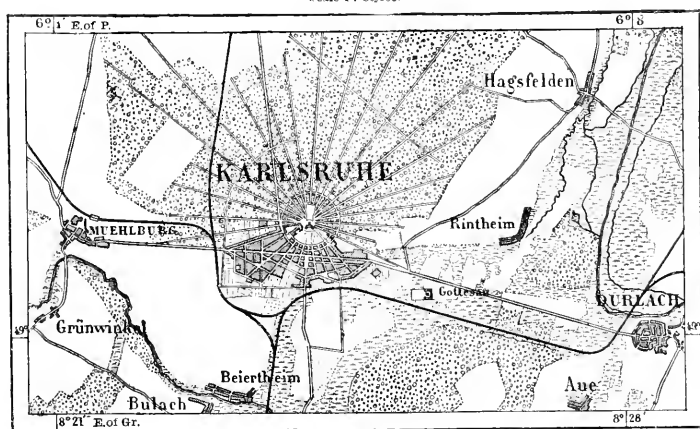 6° 1' E. of P.
6° 8'
Hagsfelden
KARLSRUHE
MUEHLBURG
Rintheim
Gottesau
DURLACH
49°
Grünwinkel
Beiertheim
Aue
Bulach
8° 21' E. of Gr.
8° 28'